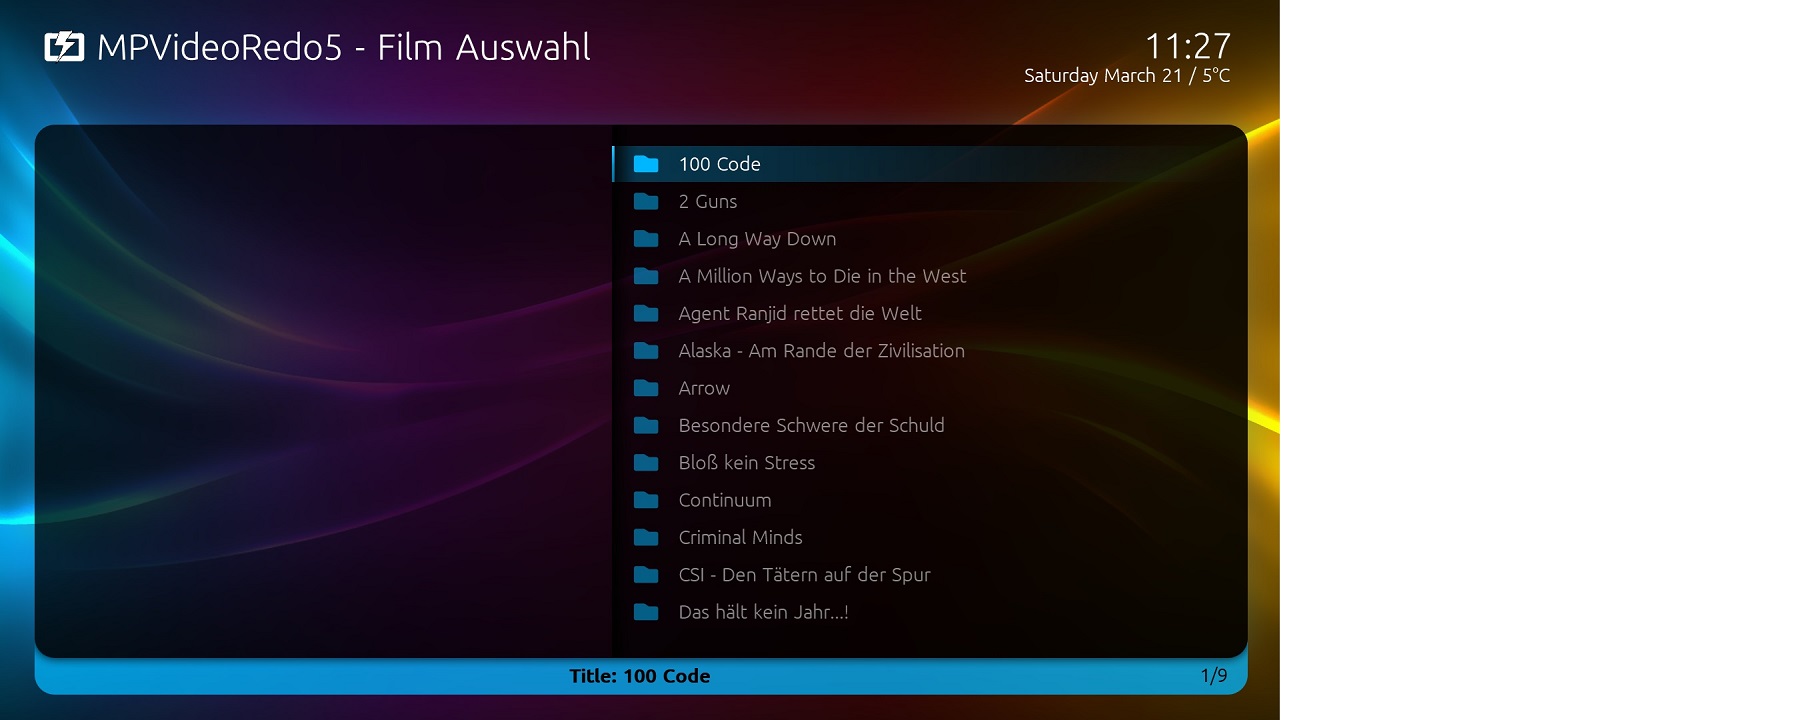 MPVideoRedo5 - Film Auswahl
11:27
Saturday March 21 / 5°C
100 Code
2 Guns
A Long Way Down
A Million Ways to Die in the West
Agent Ranjid rettet die Welt
Alaska - Am Rande der Zivilisation
Arrow
Besondere Schwere der Schuld
Bloß kein Stress
Continuum
Criminal Minds
CSI - Den Tätern auf der Spur
Das hält kein Jahr...!
Title: 100 Code
1/9